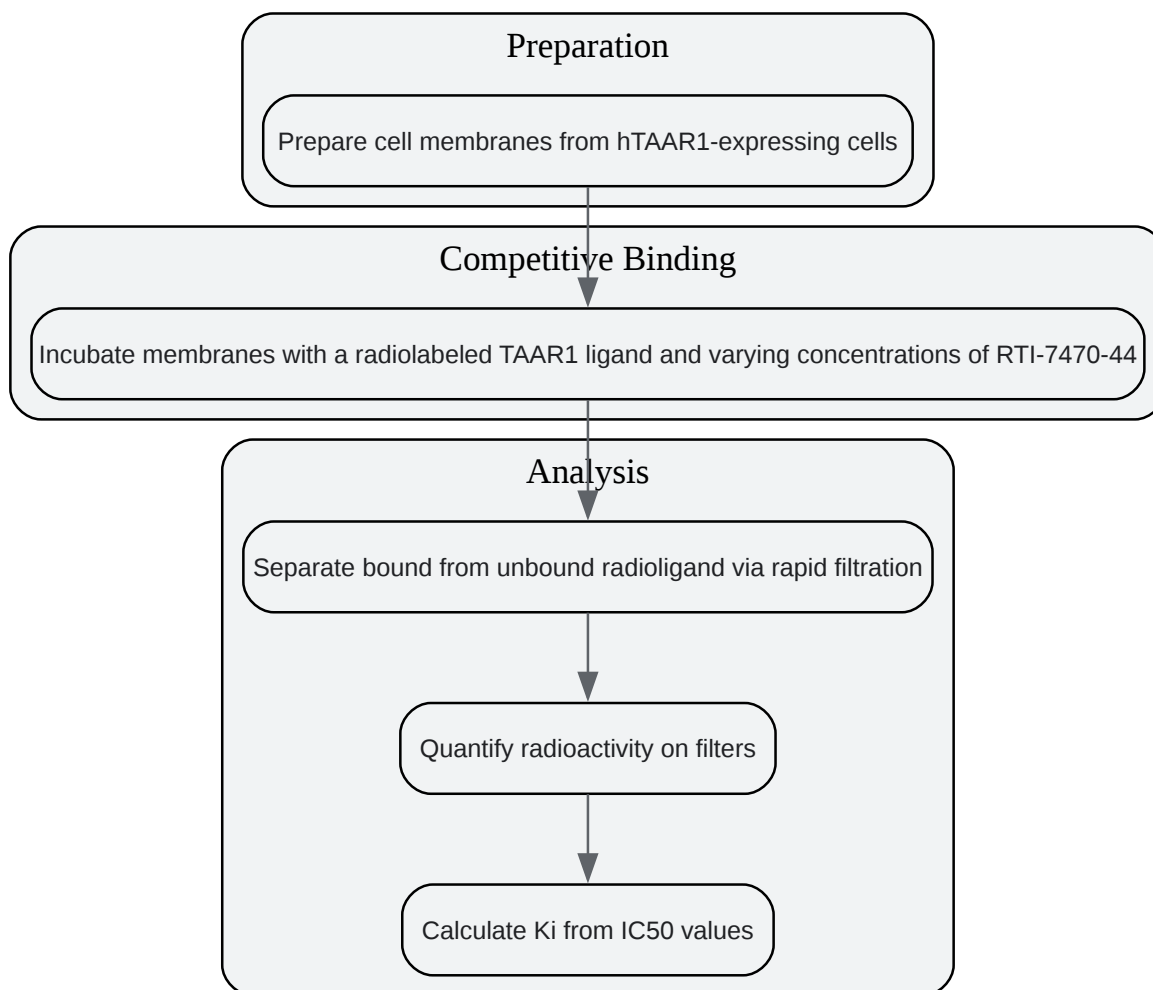 Preparation
Prepare cell membranes from hTAAR1-expressing cells
Competitive Binding
Incubate membranes with a radiolabeled TAAR1 ligand and varying concentrations of RTI-7470-44
Analysis
Separate bound from unbound radioligand via rapid filtration
Quantify radioactivity on filters
Calculate Ki from IC50 values